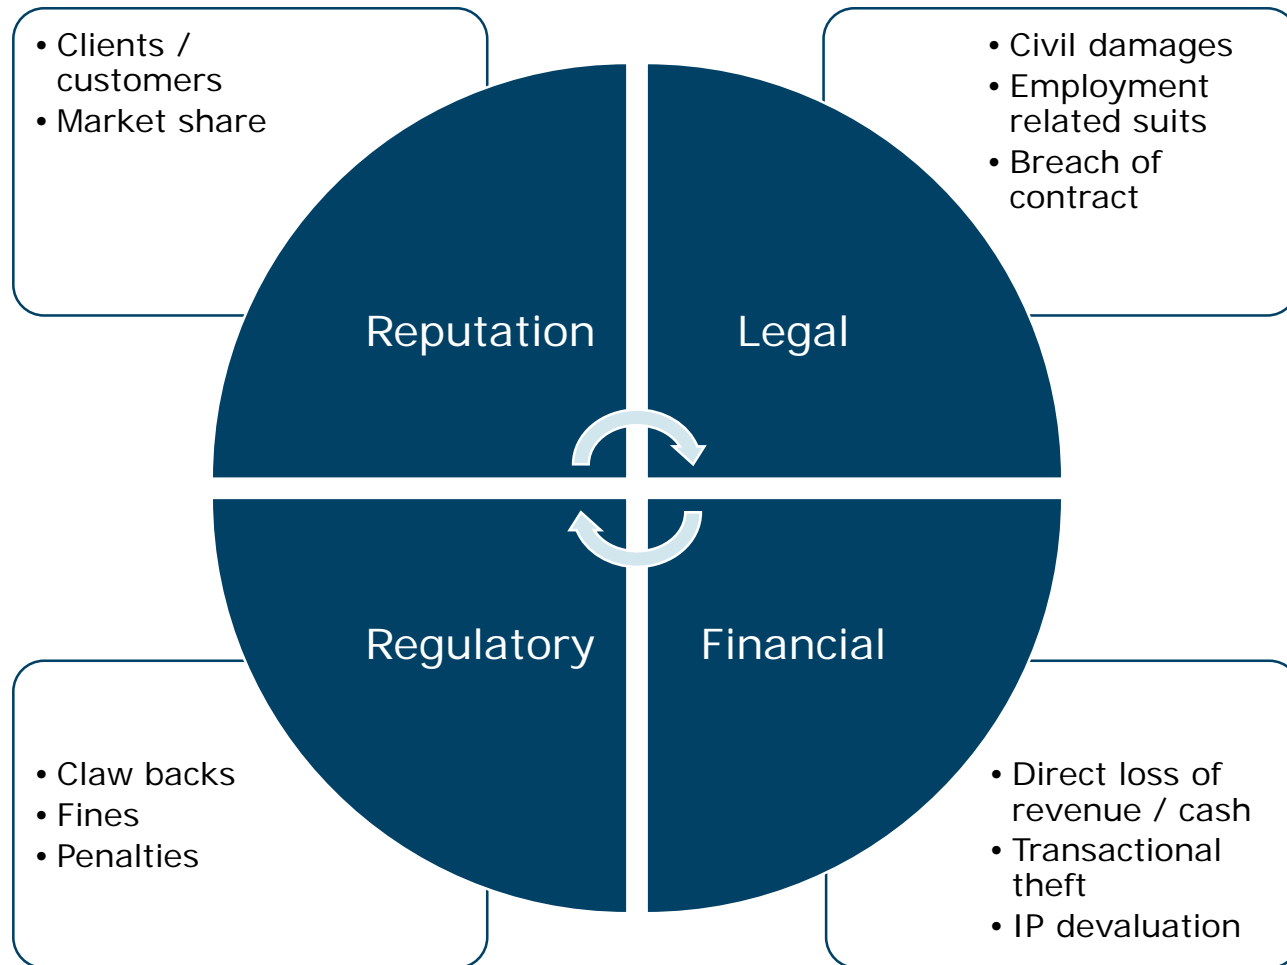 • Clients /
customers
• Market share
• Civil damages
• Employment
related suits
• Breach of
contract
Reputation
Legal
Regulatory
Financial
• Claw backs
• Fines
• Penalties
• Direct loss of
revenue / cash
• Transactional
theft
• IP devaluation